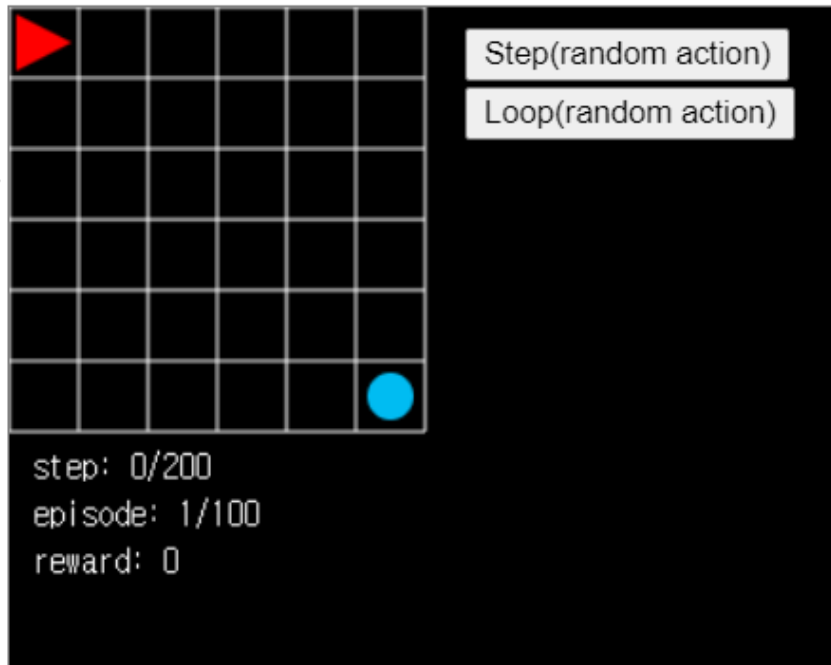 Step(random action)
Loop(random action)
step: 0/200
episode: 1/100
reward: 0